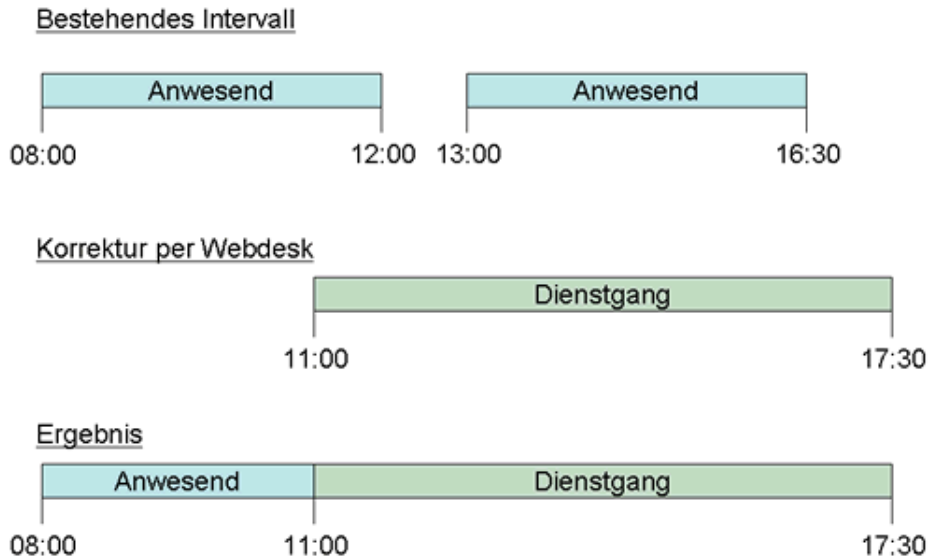 Bestehendes Intervall
Anwesend Anwesend
08:00 12:00 13:00 16:30
Korrektur per Webdesk
Dienstgang
11:00 17:30
Ergebnis
Anwesend Dienstgang
08:00 11:00 17:30